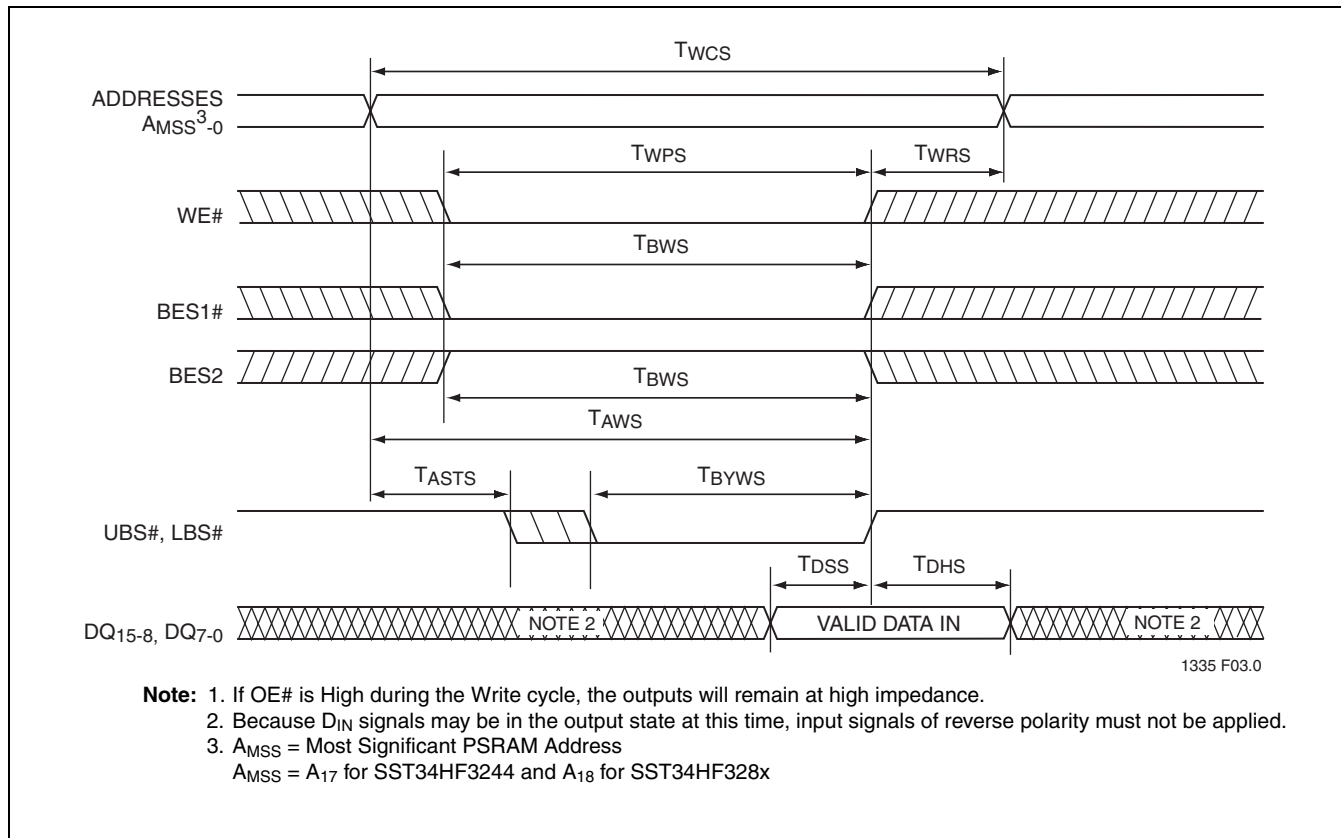 TWCS
ADDRESSES
AMSS3-0
TWPS
TWRS
WE#
TBWS
BES1#
BES2
TBWS
TAWS
TASTS
TBYWS
UBS#, LBS#
TDSS
TDHS
DQ15-8, DQ7-0
NOTE 2
VALID DATA IN
NOTE 2
1335 F03.0
Note: 1. If OE# is High during the Write cycle, the outputs will remain at high impedance.
2. Because DIN signals may be in the output state at this time, input signals of reverse polarity must not be applied.
3. AMSS = Most Significant PSRAM Address
AMSS = A17 for SST34HF3244 and A18 for SST34HF328x